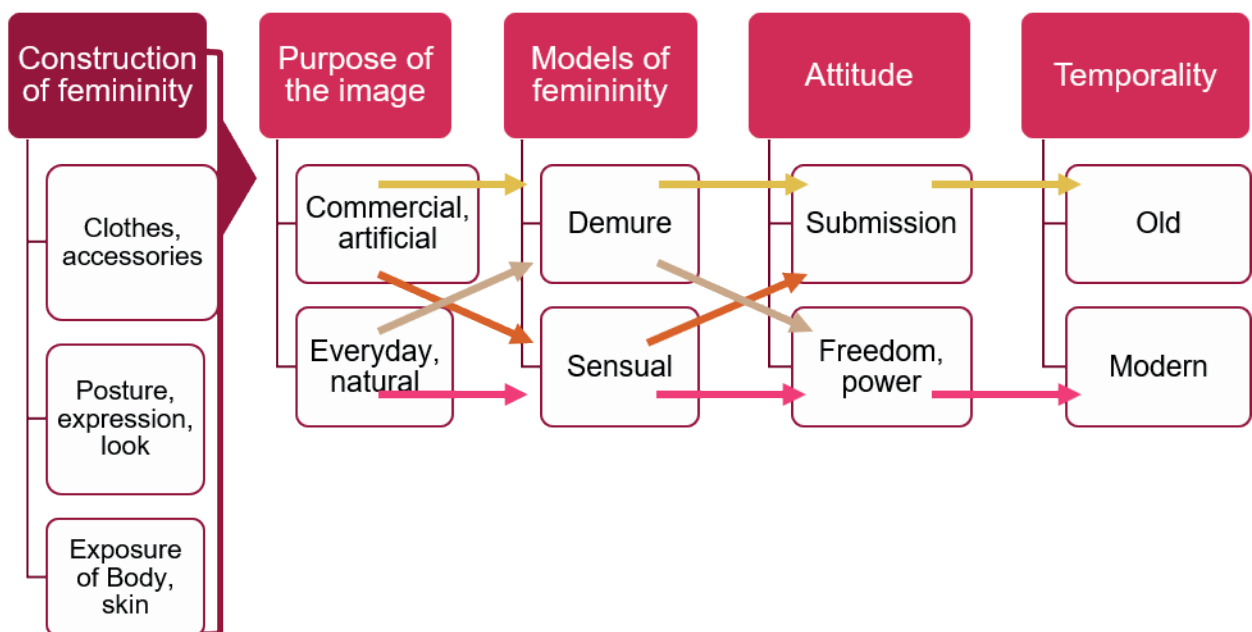 Construction
of femininity
Clothes,
accessories
Posture,
expression,
look
Exposure
of Body,
skin
Purpose of
the image
Commercial,
artificial
Everyday,
natural
Models of
femininity
Demure
Sensual
Attitude
Submission
Freedom,
power
Temporality
Old
Modern